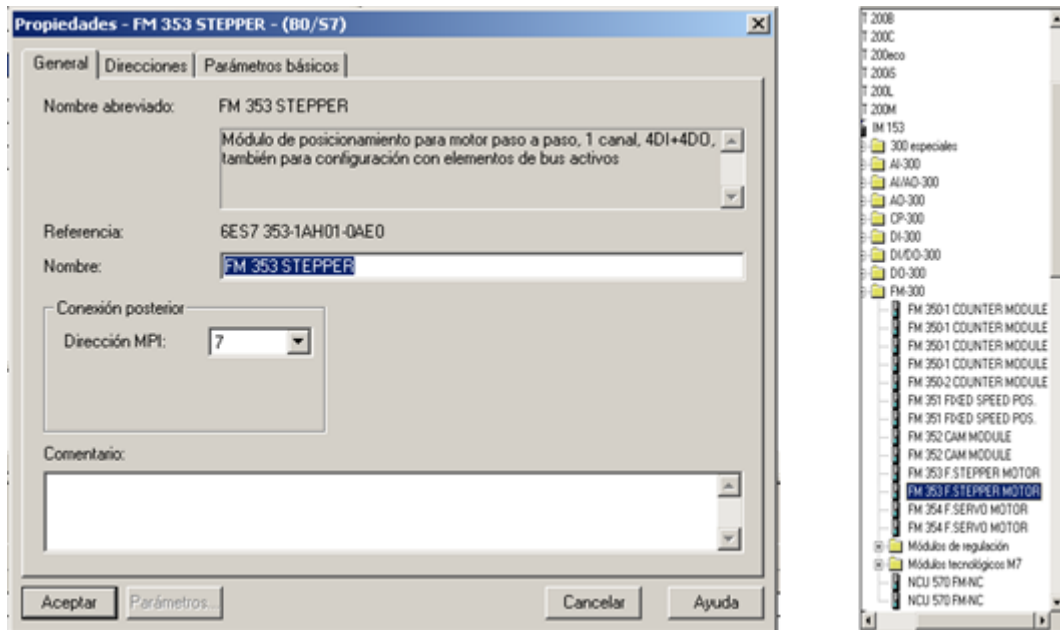 Propiedades - FM 353 STEPPER - (B0/S7)
General Direcciones Parámetros básicos
Nombre abreviado: FM 353 STEPPER
Módulo de posicionamiento para motor paso a paso, 1 canal, 4DI+4DO,
también para configuración con elementos de bus activos
Referencia: 6ES7 353-1AH01-0AE0
Nombre: FM 353 STEPPER
Conexión posterior
Dirección MPI: 7
Comentario:
Aceptar Parámetros... Cancelar Ayuda
T 200B
T 200C
T 200eco
T 200iS
T 200L
T 200M
IM 153
300 especiales
AI-300
AI/AO-300
AO-300
CP-300
DI-300
DI/DO-300
DO-300
FM-300
FM 350-1 COUNTER MODULE
FM 350-1 COUNTER MODULE
FM 350-1 COUNTER MODULE
FM 350-1 COUNTER MODULE
FM 350-2 COUNTER MODULE
FM 351 FIXED SPEED POS.
FM 351 FIXED SPEED POS.
FM 352 CAM MODULE
FM 352 CAM MODULE
FM 353 F.STEPPER MOTOR
FM 353 F.STEPPER MOTOR
FM 354 F.SERVO MOTOR
FM 354 F.SERVO MOTOR
Módulos de regulación
Módulos tecnológicos M7
NCU 570 FM-NC
NCU 570 FM-NC